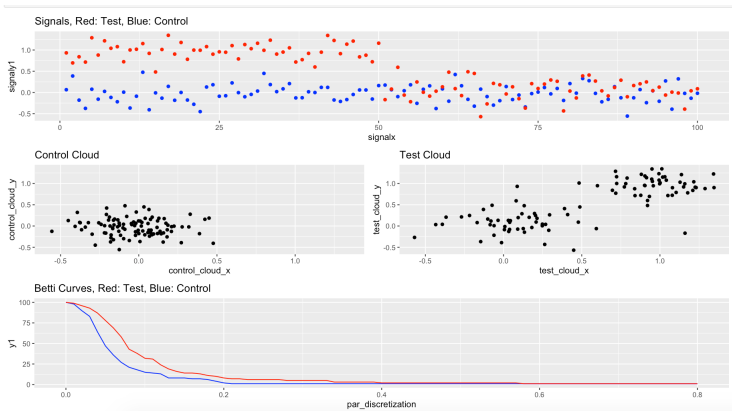 Signals, Red: Test, Blue: Control
signaly1
1.0
0.5
0.0
-0.5
0
25
50
75
100
signalx
Control Cloud
control_cloud_y
1.0
0.5
0.0
-0.5
-0.5
0.0
0.5
1.0
control_cloud_x
Test Cloud
test_cloud_y
1.0
0.5
0.0
-0.5
-0.5
0.0
0.5
1.0
test_cloud_x
Betti Curves, Red: Test, Blue: Control
y1
100
75
50
25
0
0.0
0.2
0.4
0.6
0.8
par_discretization